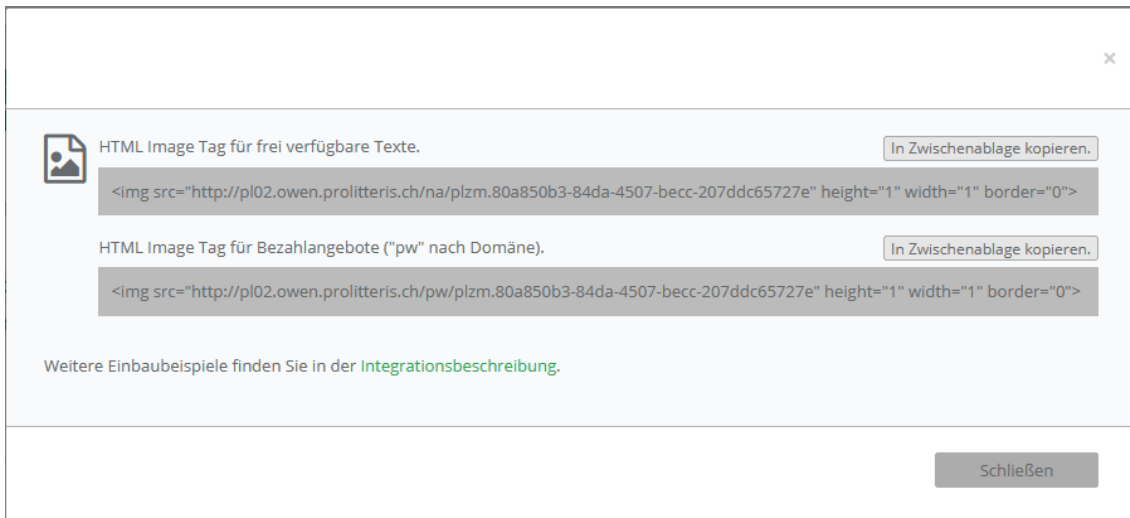 ×
HTML Image Tag für frei verfügbare Texte.
In Zwischenablage kopieren.
<img src="http://pl02.owen.prolitteris.ch/na/plzm.80a850b3-84da-4507-becc-207ddc65727e" height="1" width="1" border="0">
HTML Image Tag für Bezahlangebote ("pw" nach Domäne).
In Zwischenablage kopieren.
<img src="http://pl02.owen.prolitteris.ch/pw/plzm.80a850b3-84da-4507-becc-207ddc65727e" height="1" width="1" border="0">
Weitere Einbaubeispiele finden Sie in der Integrationsbeschreibung.
Schließen